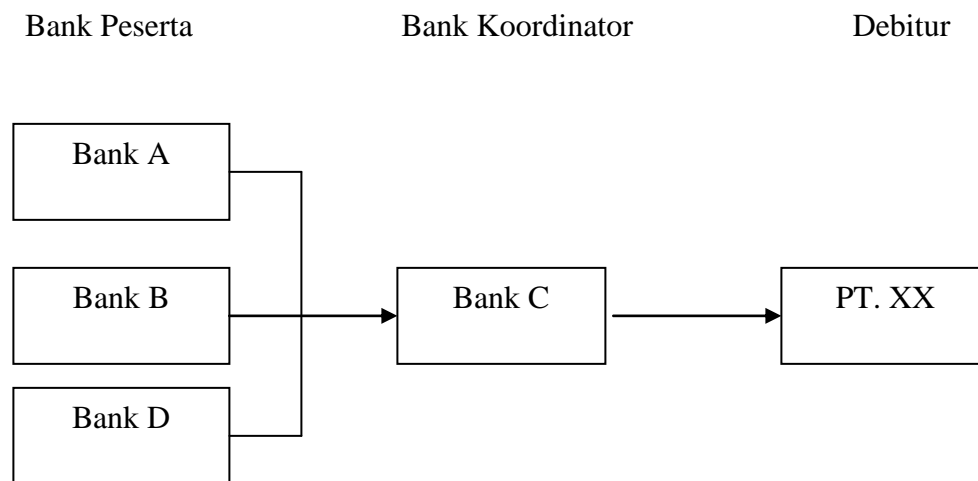 Bank Peserta
Bank Koordinator
Debitur
Bank A
Bank B
Bank C
PT. XX
Bank D